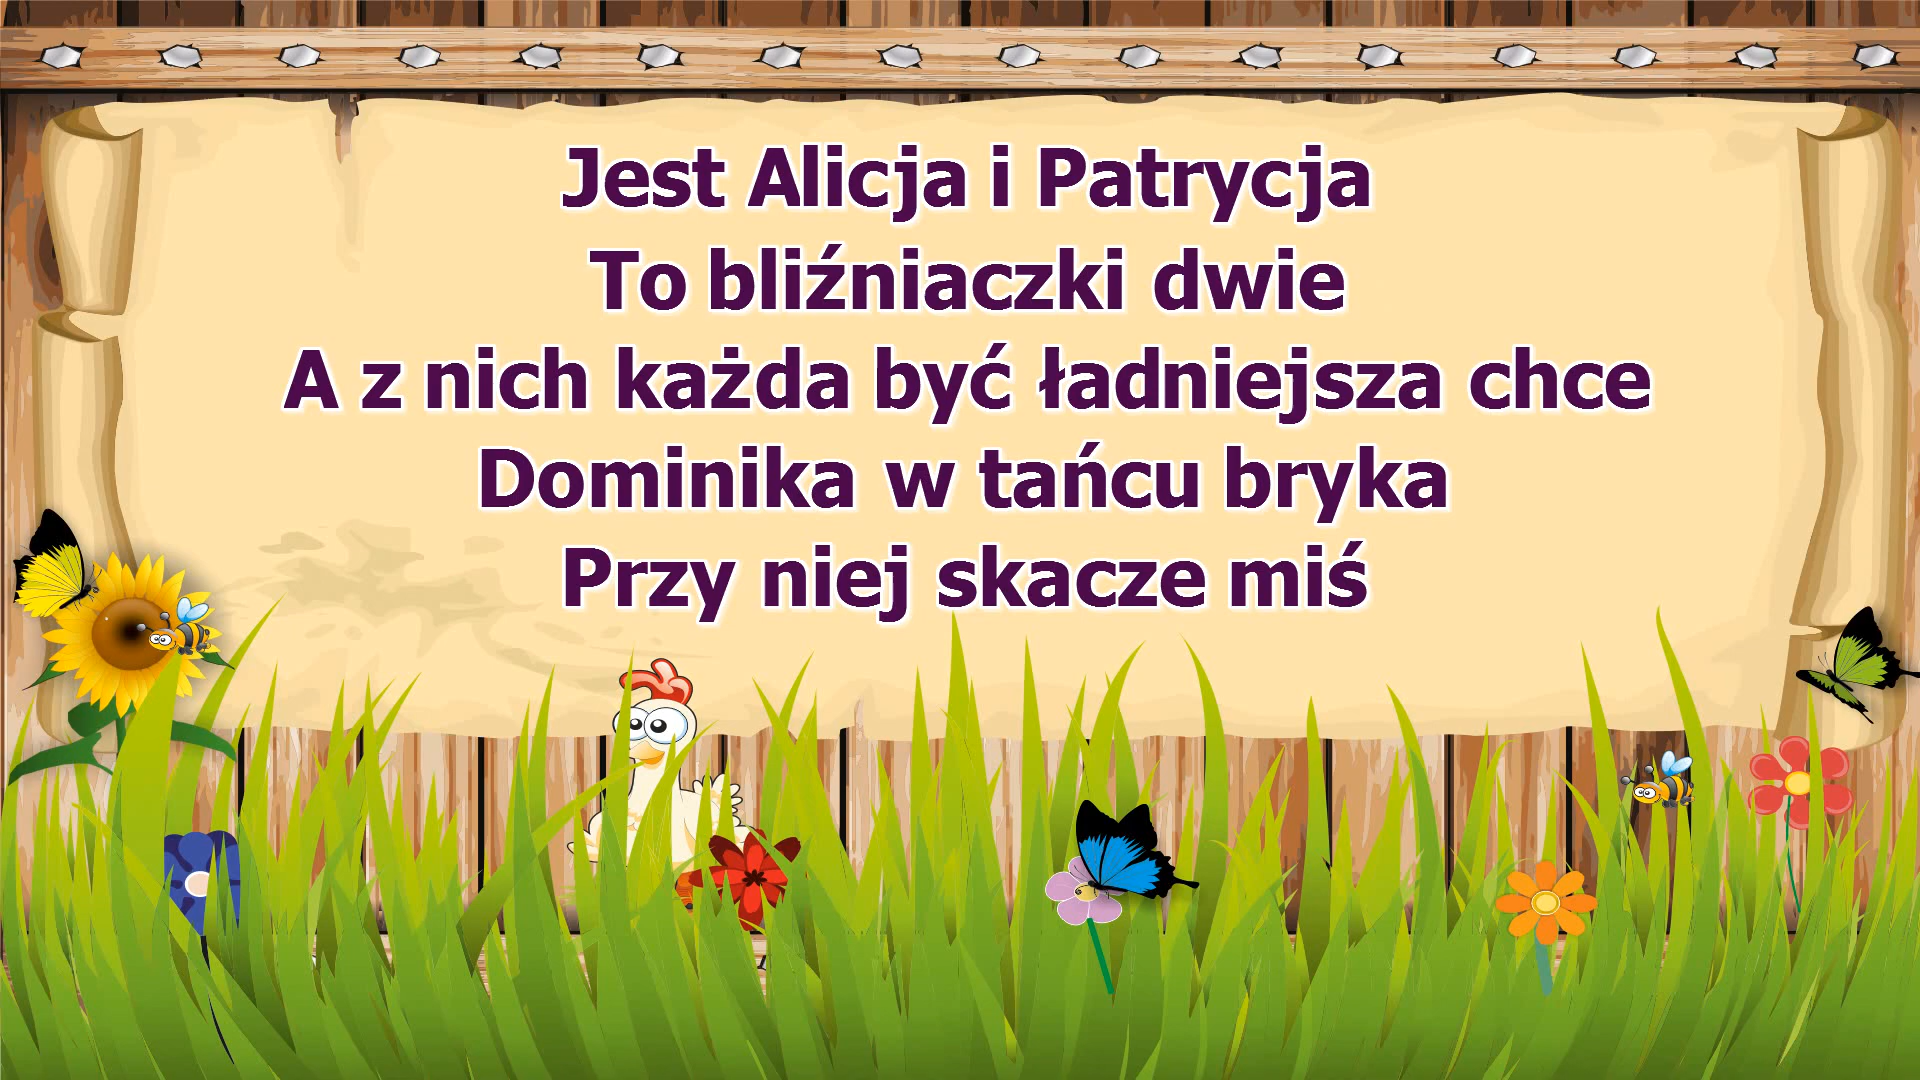 Jest Alicja i Patrycja
To bliźniaczki dwie
A z nich każda być ładniejsza chce
Dominika w tańcu bryka
Przy niej skacze miś